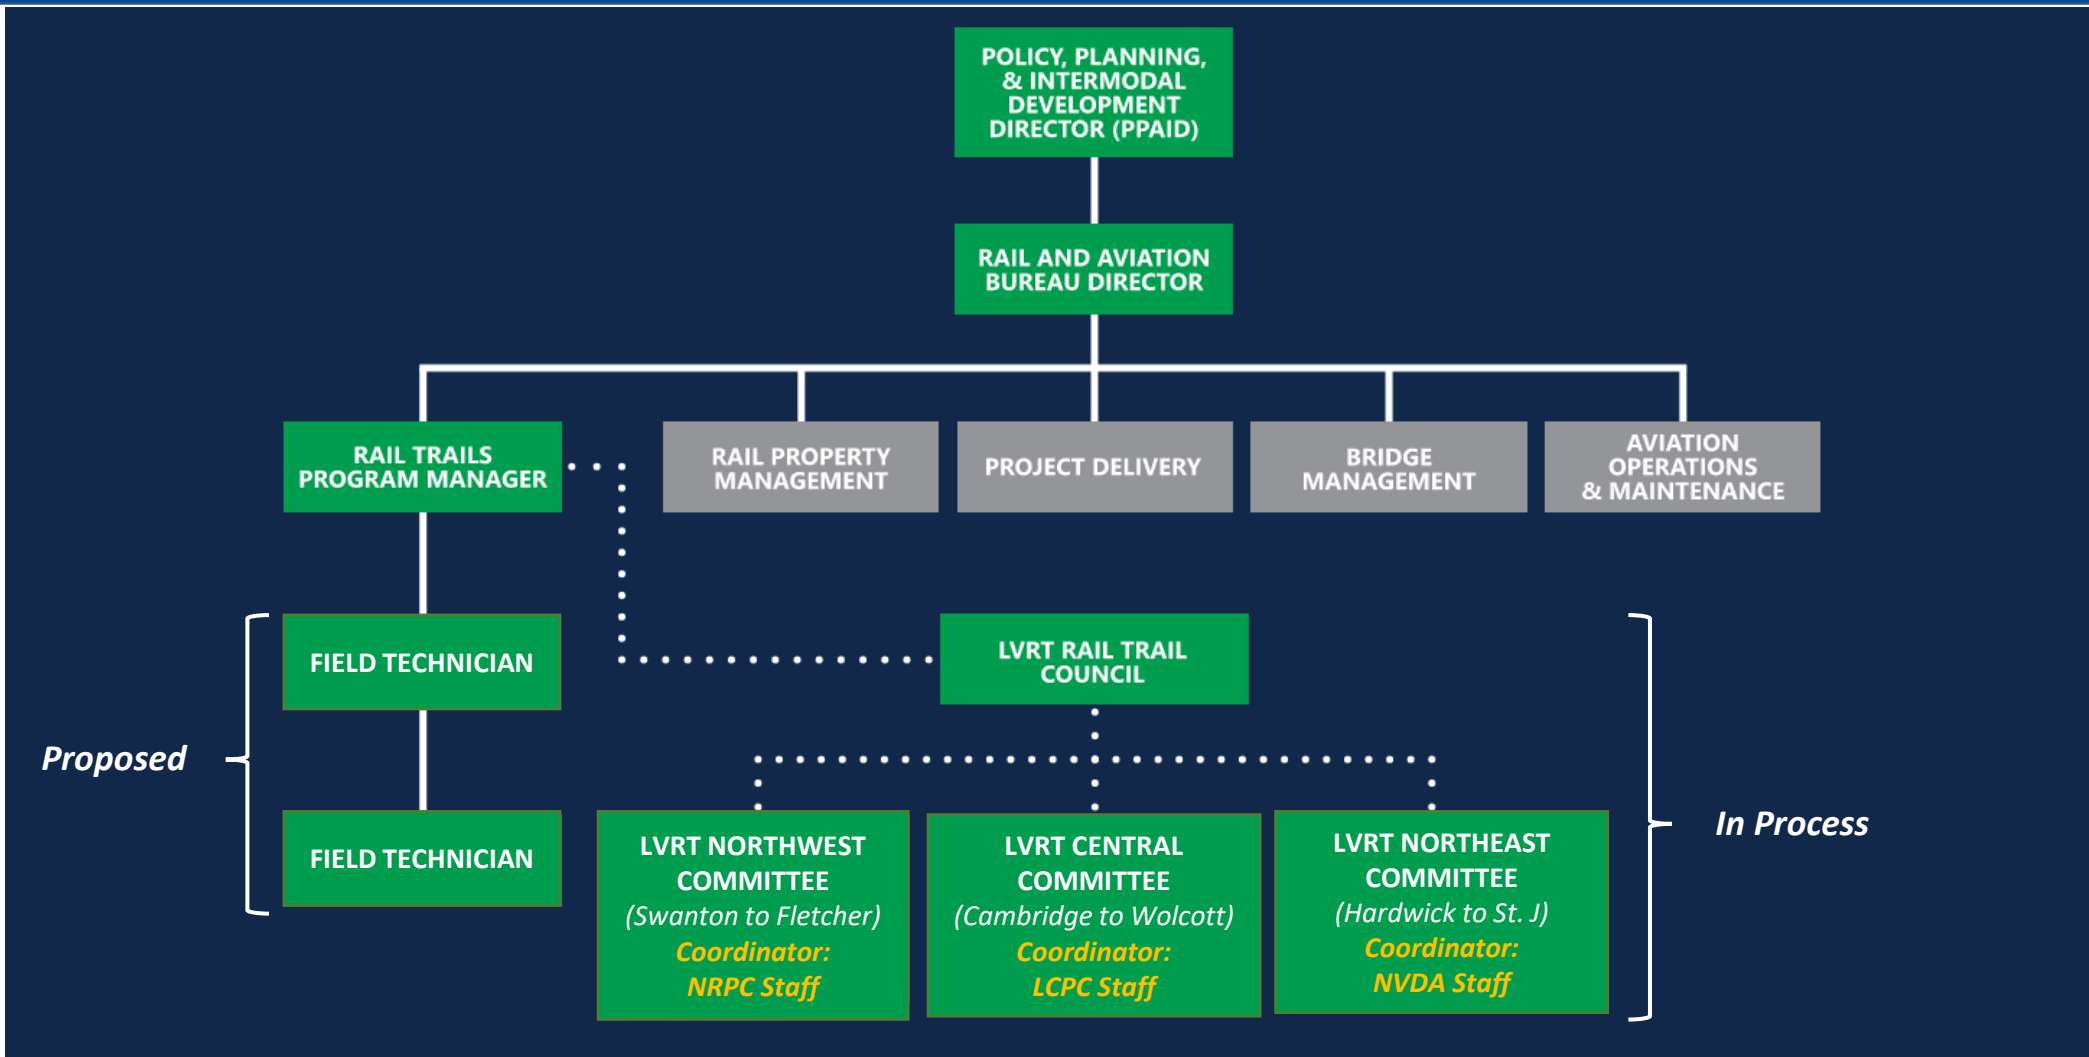 POLICY, PLANNING,
& INTERMODAL
DEVELOPMENT
DIRECTOR (PPAID)
RAIL AND AVIATION
BUREAU DIRECTOR
RAIL TRAILS
PROGRAM MANAGER
RAIL PROPERTY
MANAGEMENT
PROJECT DELIVERY
BRIDGE
MANAGEMENT
AVIATION
OPERATIONS
& MAINTENANCE
FIELD TECHNICIAN
LVRT RAIL TRAIL
COUNCIL
Proposed
In Process
FIELD TECHNICIAN
LVRT NORTHWEST
COMMITTEE
(Swanton to Fletcher)
Coordinator:
NRPC Staff
LVRT CENTRAL
COMMITTEE
(Cambridge to Wolcott)
Coordinator:
LCPC Staff
LVRT NORTHEAST
COMMITTEE
(Hardwick to St. J)
Coordinator:
NVDA Staff